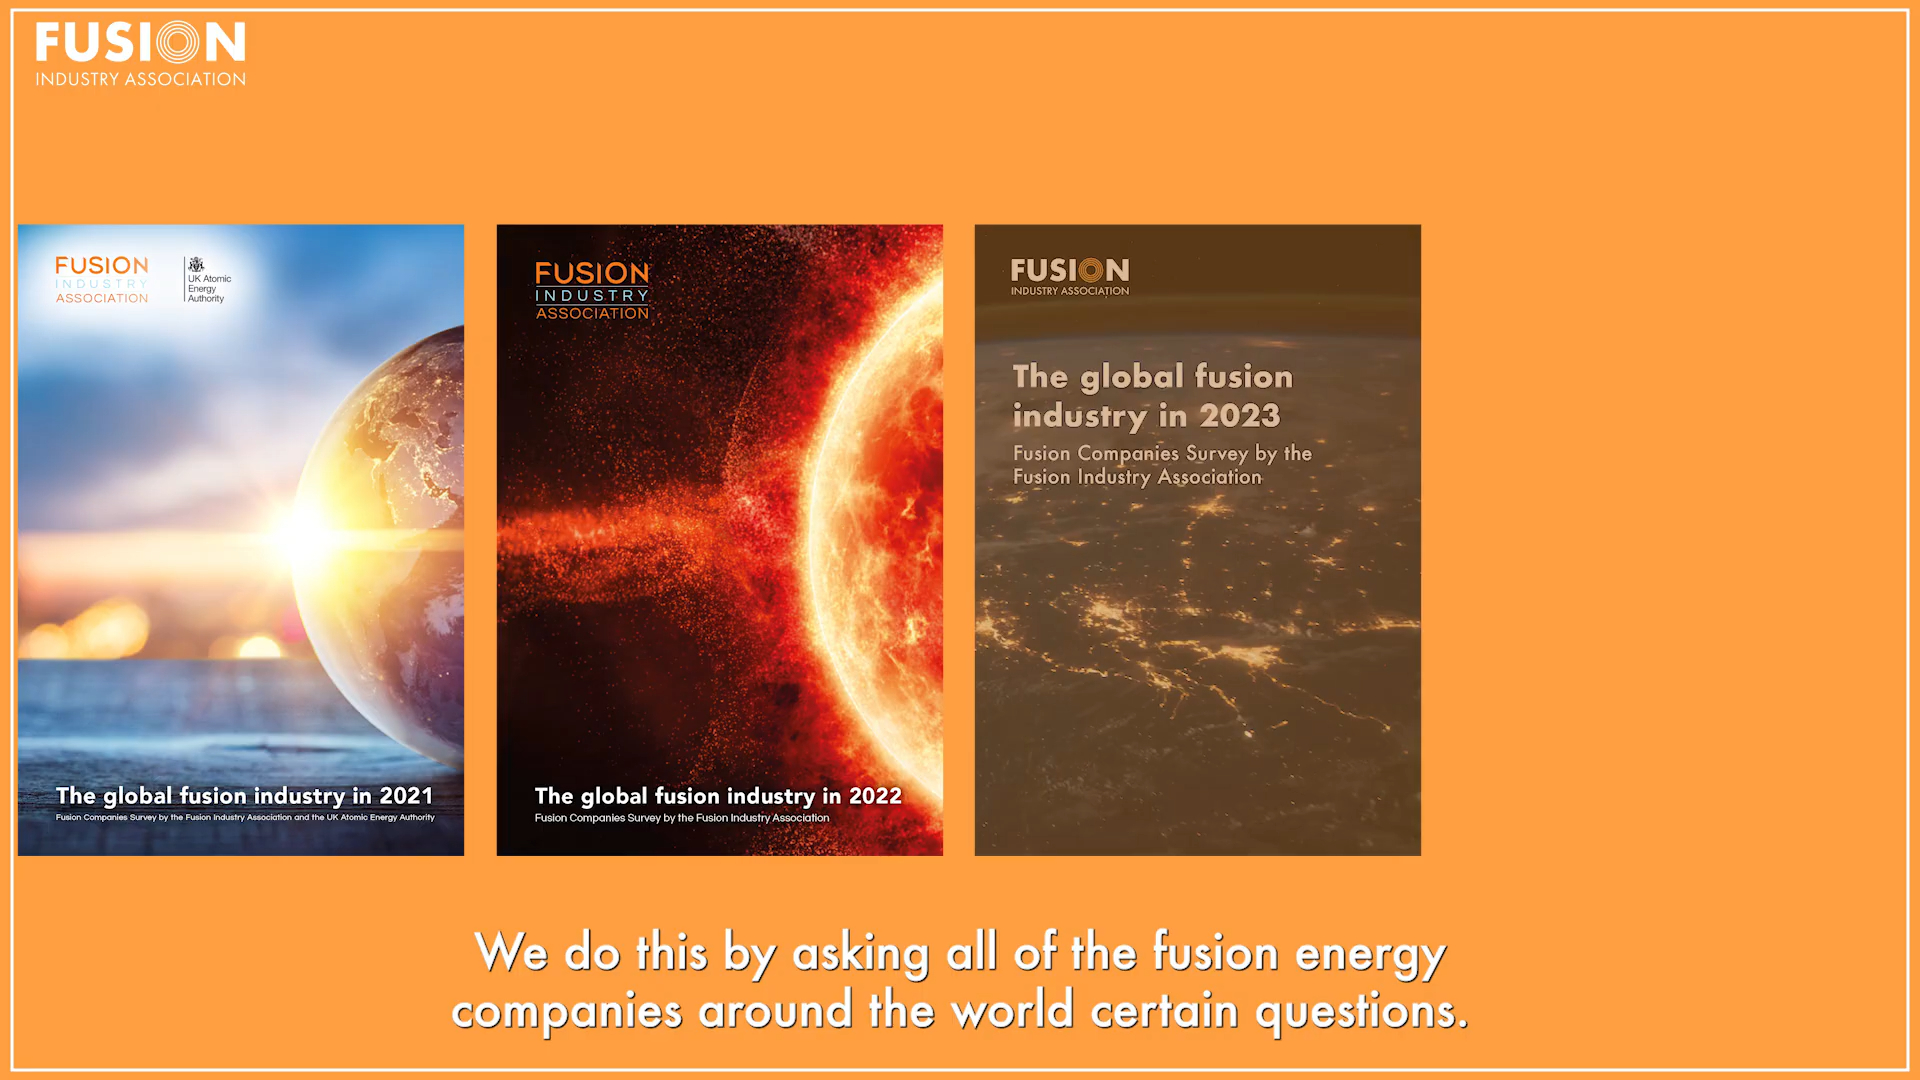 FUSION
INDUSTRY ASSOCIATION
FUSION
INDUSTRY
ASSOCIATION
UK Atomic
Energy
Authority
The global fusion industry in 2021
Fusion Companies Survey by the Fusion Industry Association and the UK Atomic Energy Authority
FUSION
INDUSTRY
ASSOCIATION
The global fusion industry in 2022
Fusion Companies Survey by the Fusion Industry Association
FUSION
INDUSTRY ASSOCIATION
The global fusion
industry in 2023
Fusion Companies Survey by the
Fusion Industry Association
We do this by asking all of the fusion energy
companies around the world certain questions.